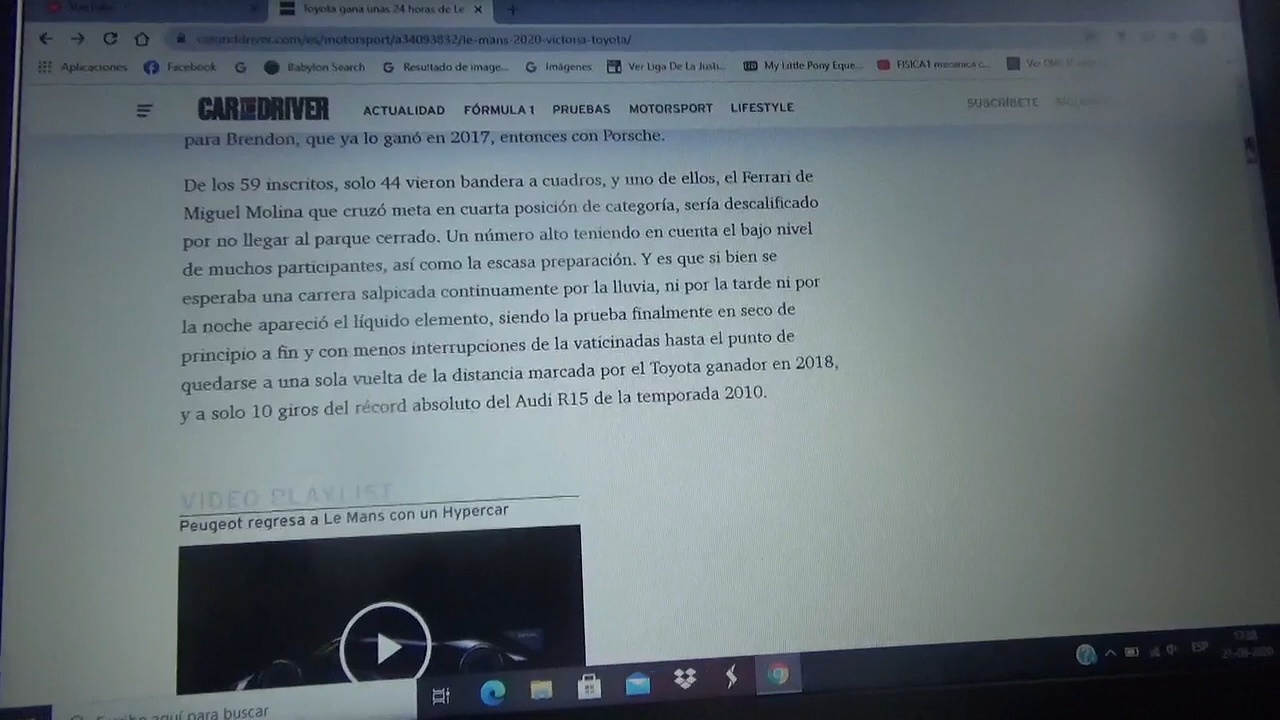 Toyota gana unas 24 horas de Le
caranddriver.com/es/motorsport/a34093832/le-mans-2020-victoria-toyota/
Aplicaciones Facebook Babylon Search Resultado de image... Imágenes Ver Liga De La Justi... My Little Pony Eque... FISICA1 mecanica c... Ver
CAR AND DRIVER ACTUALIDAD FÓRMULA 1 PRUEBAS MOTORSPORT LIFESTYLE SUSCRÍBETE
para Brendon, que ya lo ganó en 2017, entonces con Porsche.
De los 59 inscritos, solo 44 vieron bandera a cuadros, y uno de ellos, el Ferrari de
Miguel Molina que cruzó meta en cuarta posición de categoría, sería descalificado
por no llegar al parque cerrado. Un número alto teniendo en cuenta el bajo nivel
de muchos participantes, así como la escasa preparación. Y es que si bien se
esperaba una carrera salpicada continuamente por la lluvia, ni por la tarde ni por
la noche apareció el líquido elemento, siendo la prueba finalmente en seco de
principio a fin y con menos interrupciones de la vaticinadas hasta el punto de
quedarse a una sola vuelta de la distancia marcada por el Toyota ganador en 2018,
y a solo 10 giros del récord absoluto del Audi R15 de la temporada 2010.
VIDEO PLAYLIST
Peugeot regresa a Le Mans con un Hypercar
Escribe aquí para buscar
ESP